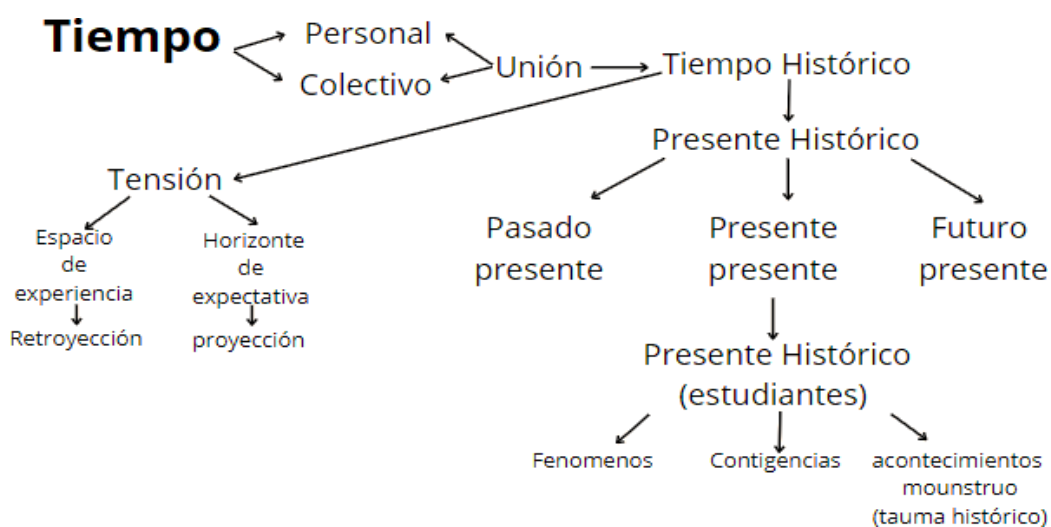 Tiempo
Personal
Colectivo
Unión
Tiempo Histórico
Presente Histórico
Tensión
Espacio
de
experiencia
Retroyección
Horizonte
de
expectativa
proyección
Pasado
presente
Presente
presente
Futuro
presente
Presente Histórico
(estudiantes)
Fenomenos
Contigencias
acontecimientos
mounstruo
(tauma histórico)